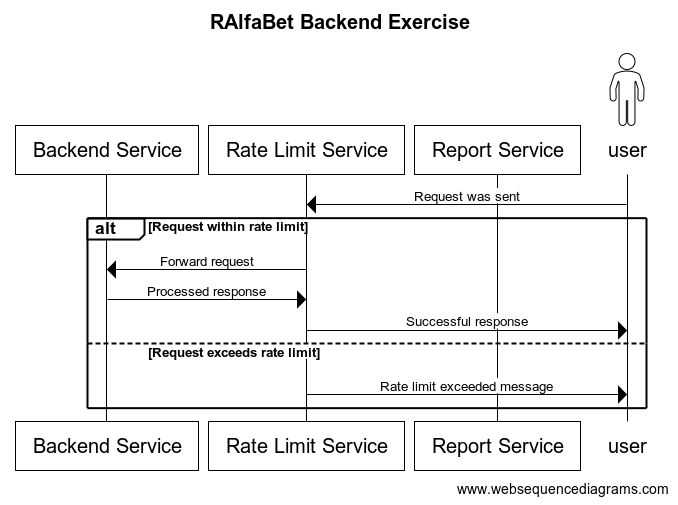 RAlfaBet Backend Exercise
Backend Service
Rate Limit Service
Report Service
user
Request was sent
alt
[Request within rate limit]
Forward request
Processed response
Successful response
[Request exceeds rate limit]
Rate limit exceeded message
Backend Service
Rate Limit Service
Report Service
user
www.websequencediagrams.com